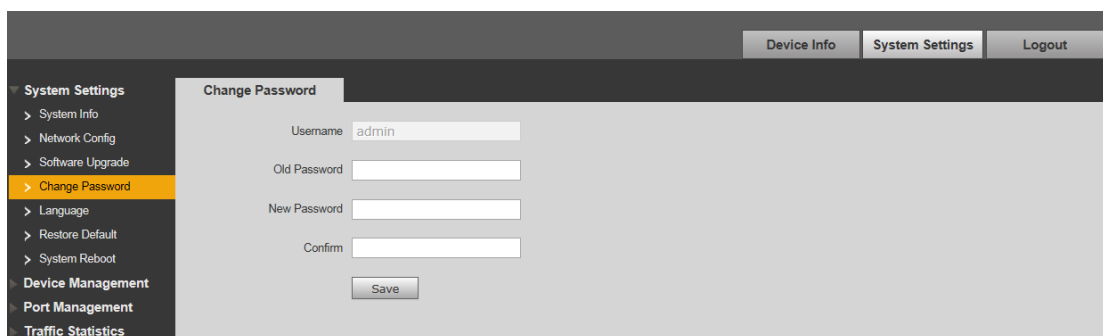 Device Info
System Settings
Logout
System Settings
System Info
Network Config
Software Upgrade
Change Password
Language
Restore Default
System Reboot
Device Management
Port Management
Traffic Statistics
Change Password
Username admin
Old Password
New Password
Confirm
Save